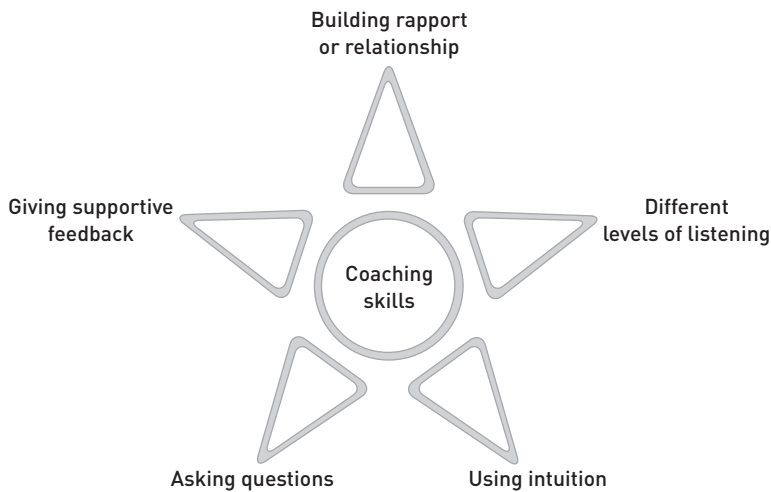 Building rapport
or relationship
Giving supportive
feedback
Different
levels of listening
Coaching
skills
Asking questions
Using intuition